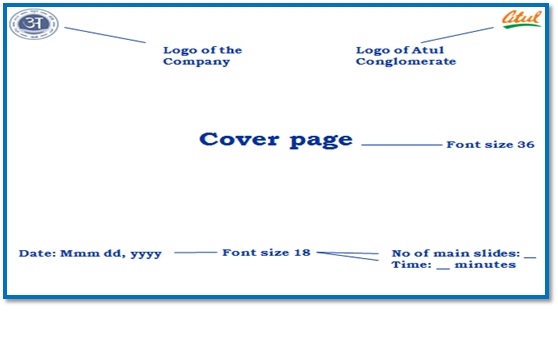 अ
atul
Logo of the
Company
Logo of Atul
Conglomerate
Cover page
Font size 36
Date: Mmm dd, yyyy
Font size 18
No of main slides: __
Time: __ minutes